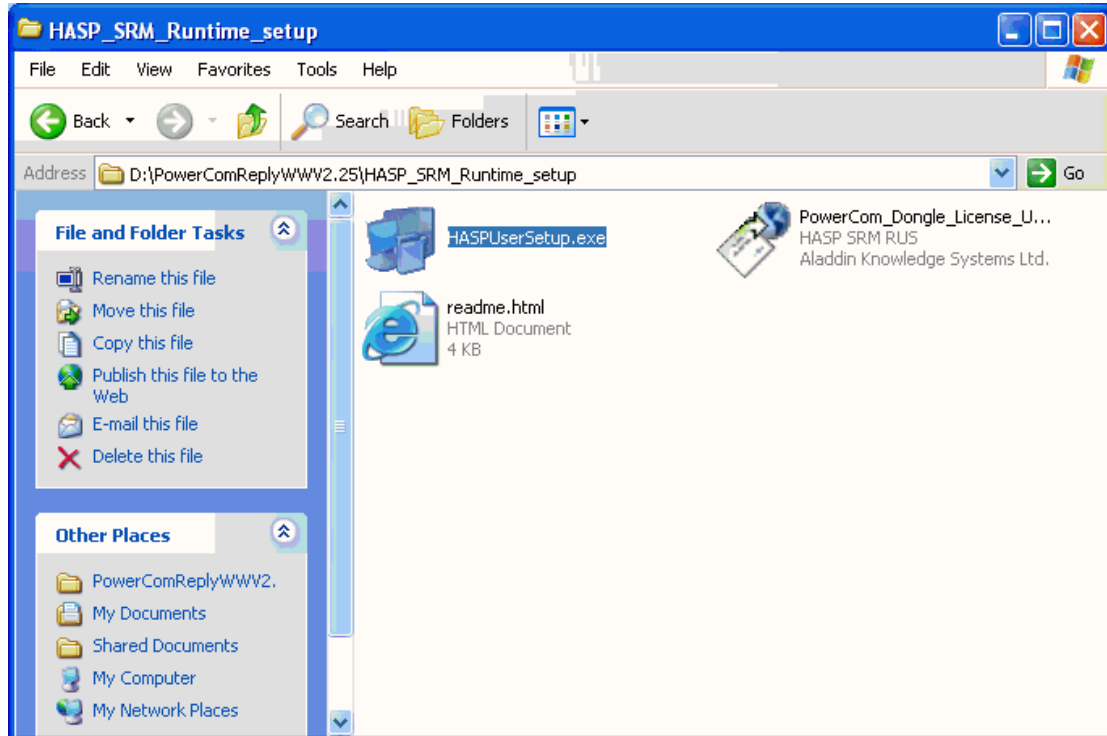 HASP_SRM_Runtime_setup
File Edit View Favorites Tools Help
Back Search Folders
Address D:\PowerComReplyWWV2.25\HASP_SRM_Runtime_setup Go
File and Folder Tasks
Rename this file
Move this file
Copy this file
Publish this file to the
Web
E-mail this file
Delete this file
Other Places
PowerComReplyWWV2.
My Documents
Shared Documents
My Computer
My Network Places
HASPUserSetup.exe
PowerCom_Dongle_License_U...
HASP SRM RUS
Aladdin Knowledge Systems Ltd.
readme.html
HTML Document
4 KB